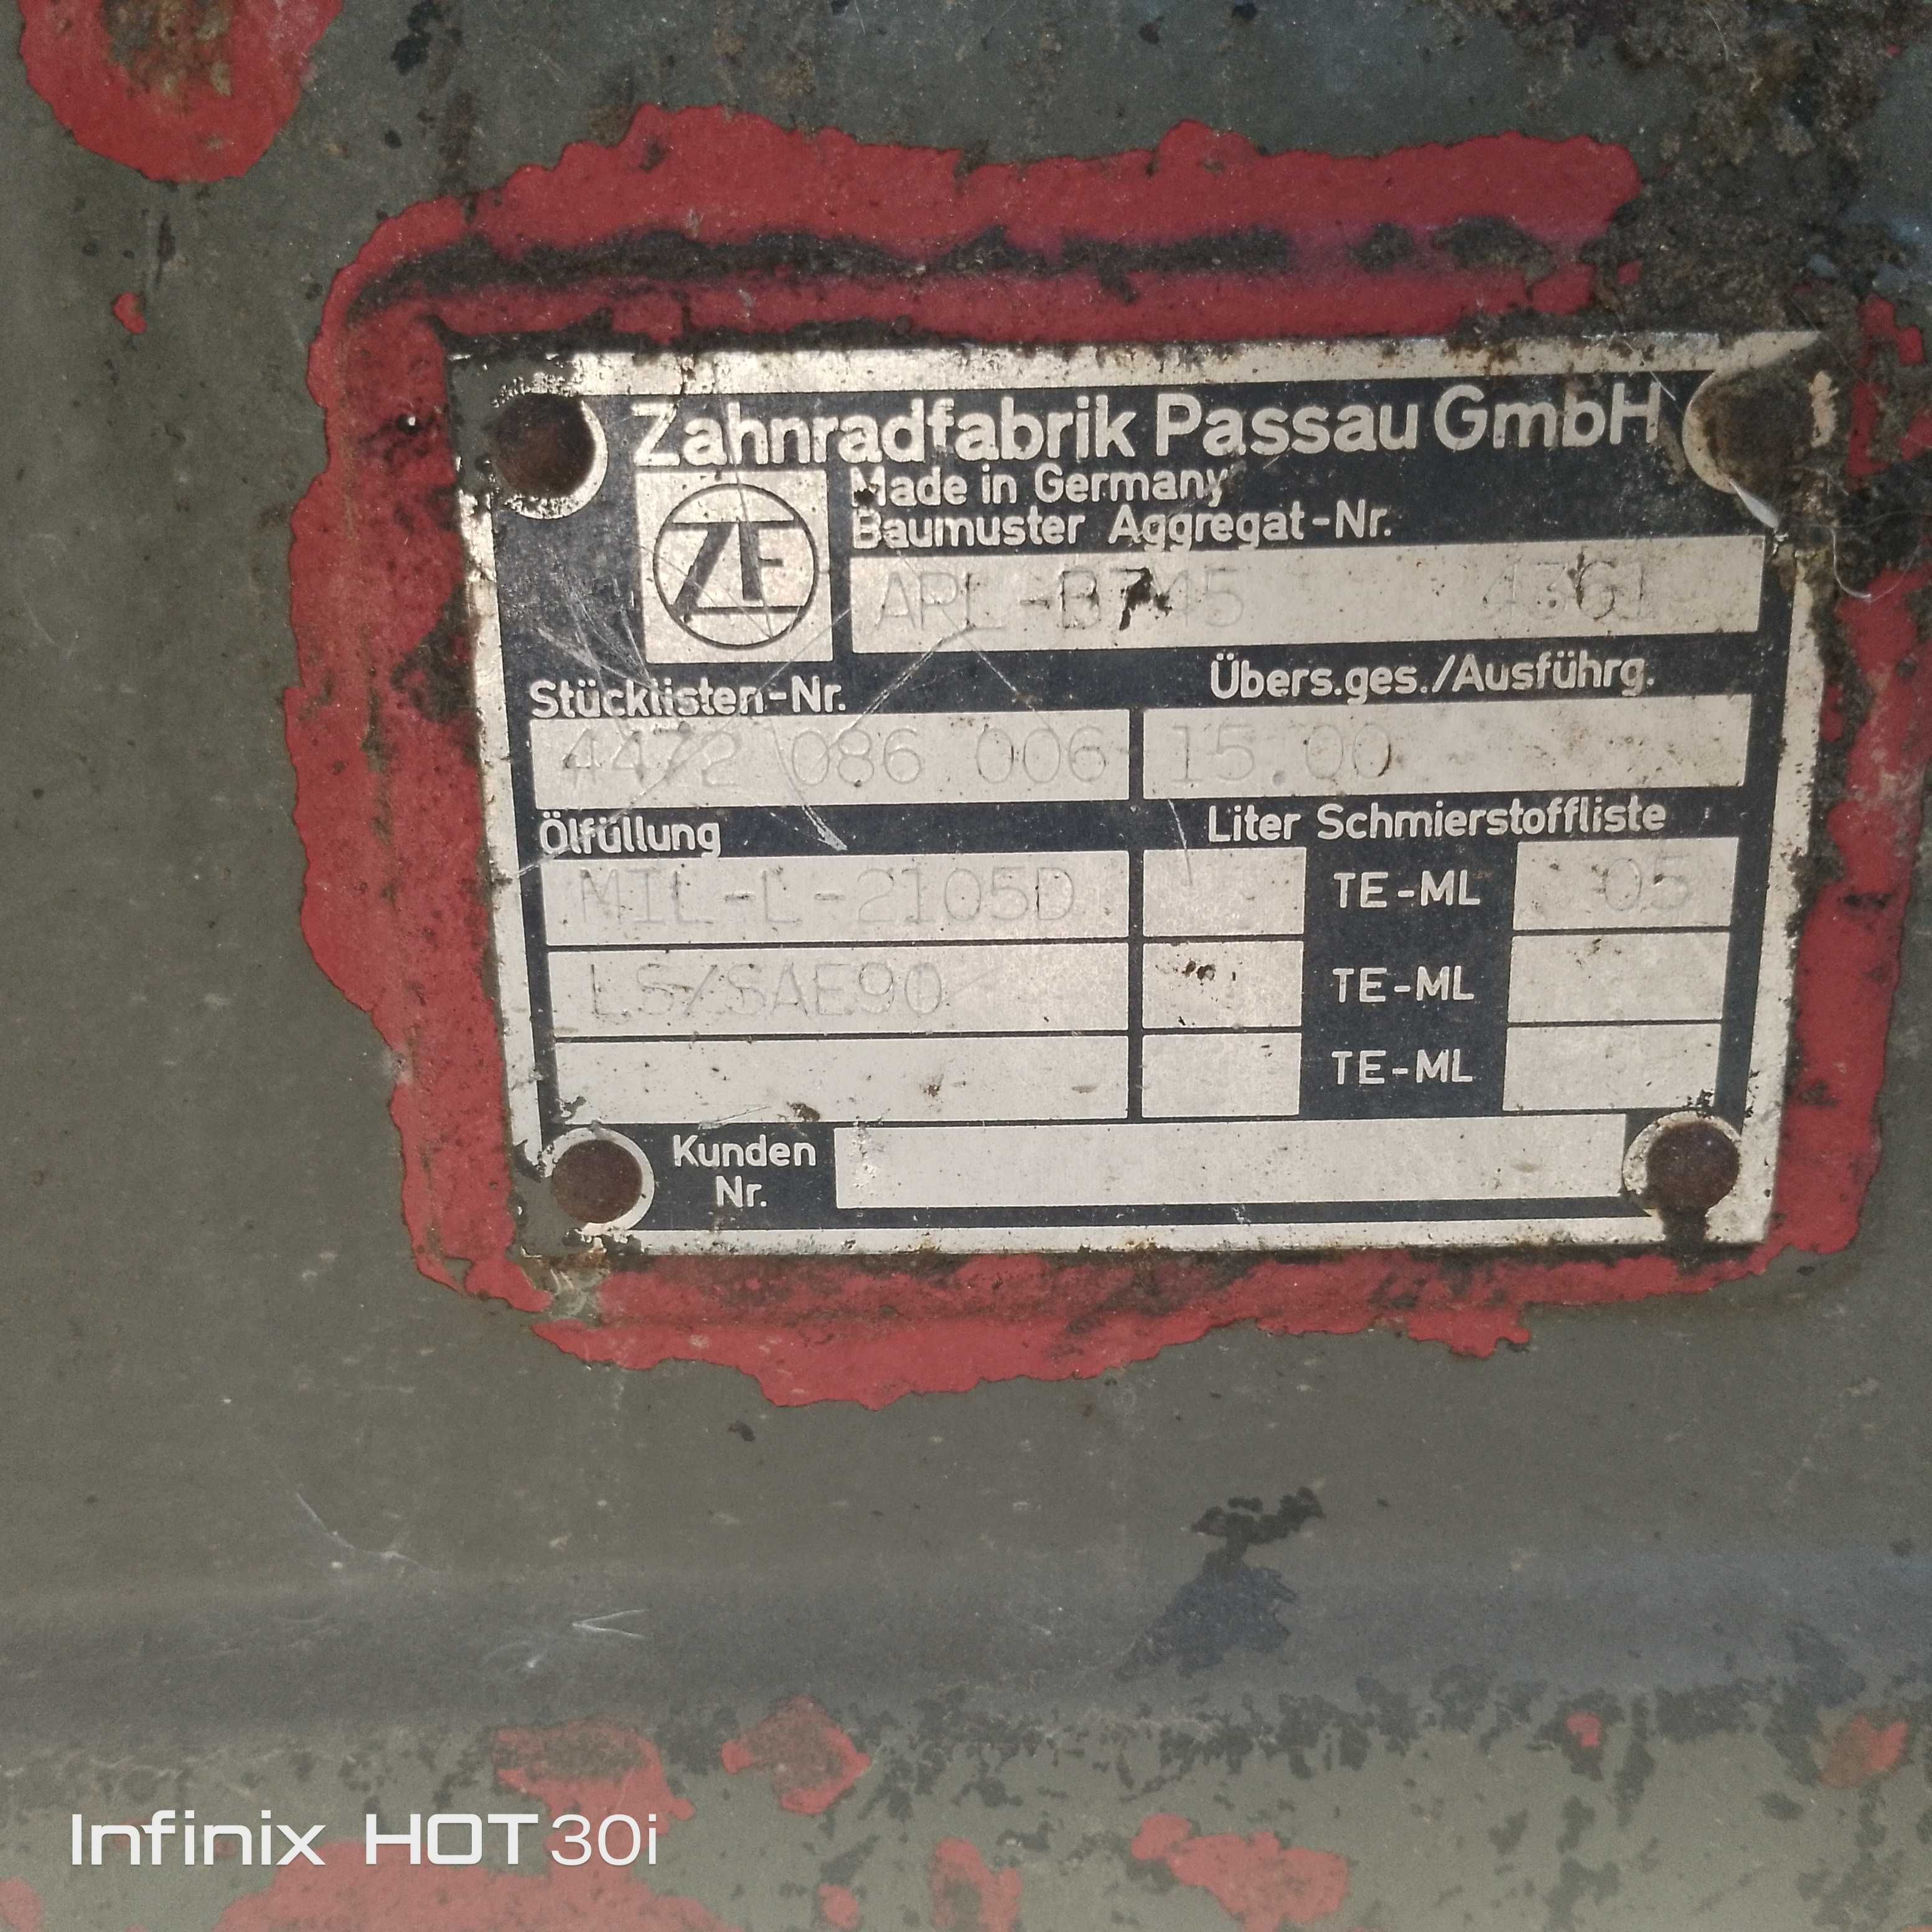 Zahnradfabrik Passau GmbH
ZF
Made in Germany
Baumuster Aggregat-Nr.
APL-B745 4361
Stücklisten-Nr. Übers.ges./Ausführg.
4472 086 006 15.00
Ölfüllung Liter Schmierstoffliste
MIL-L-2105D TE-ML 05
LS/SAE90 TE-ML
TE-ML
Kunden
Nr.
Infinix HOT 30i